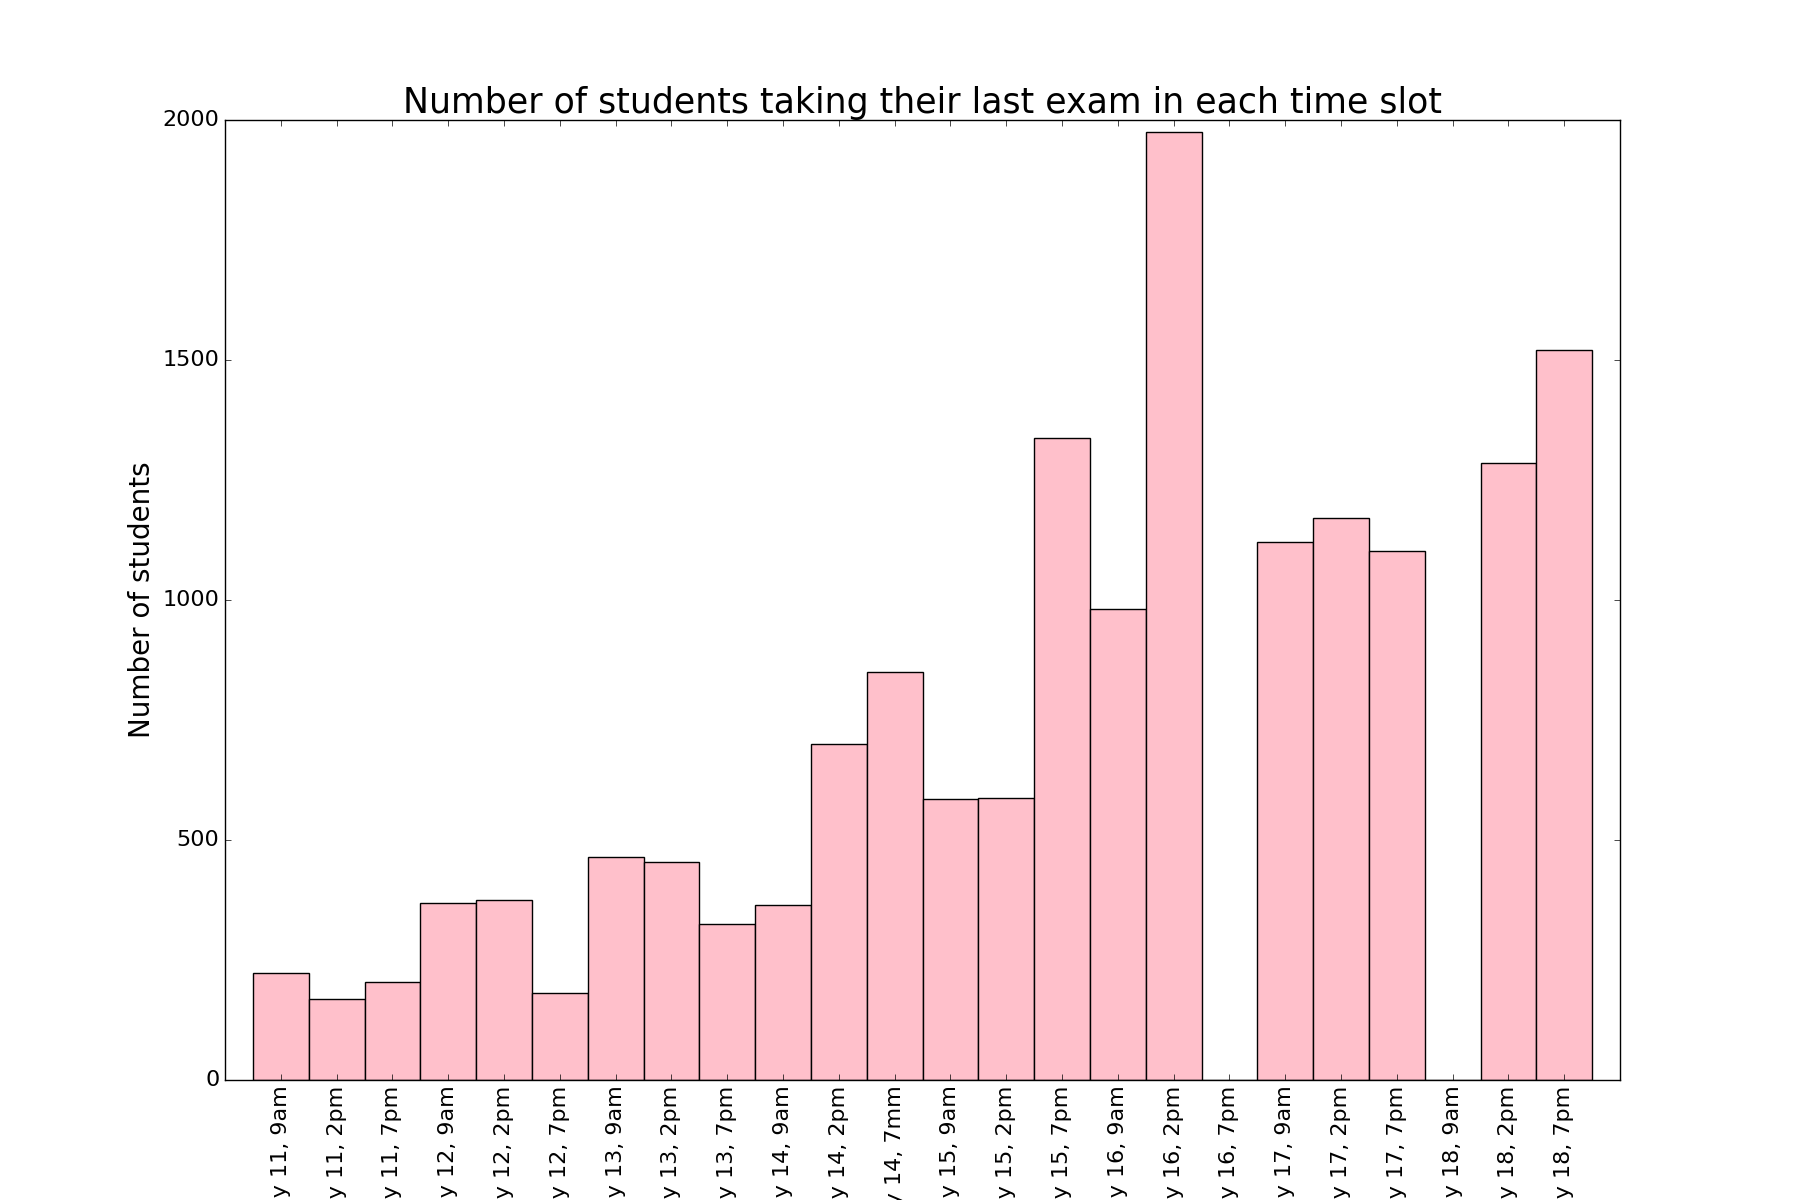 Number of students taking their last exam in each time slot
Number of students
2000
1500
1000
500
0
y 11, 9am
y 11, 2pm
y 11, 7pm
y 12, 9am
y 12, 2pm
y 12, 7pm
y 13, 9am
y 13, 2pm
y 13, 7pm
y 14, 9am
y 14, 2pm
y 14, 7mm
y 15, 9am
y 15, 2pm
y 15, 7pm
y 16, 9am
y 16, 2pm
y 16, 7pm
y 17, 9am
y 17, 2pm
y 17, 7pm
y 18, 9am
y 18, 2pm
y 18, 7pm